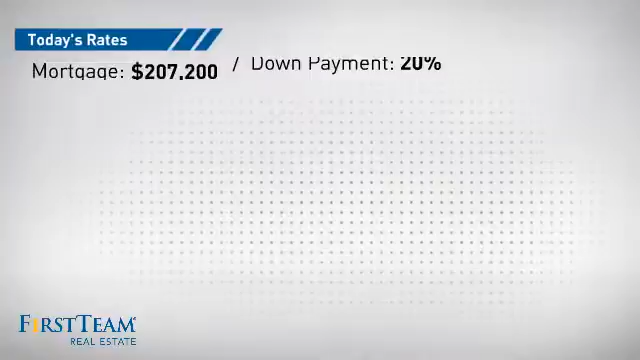 Today's Rates
Mortgage: $207,200 / Down Payment: 20%
FIRSTTEAM®
REAL ESTATE